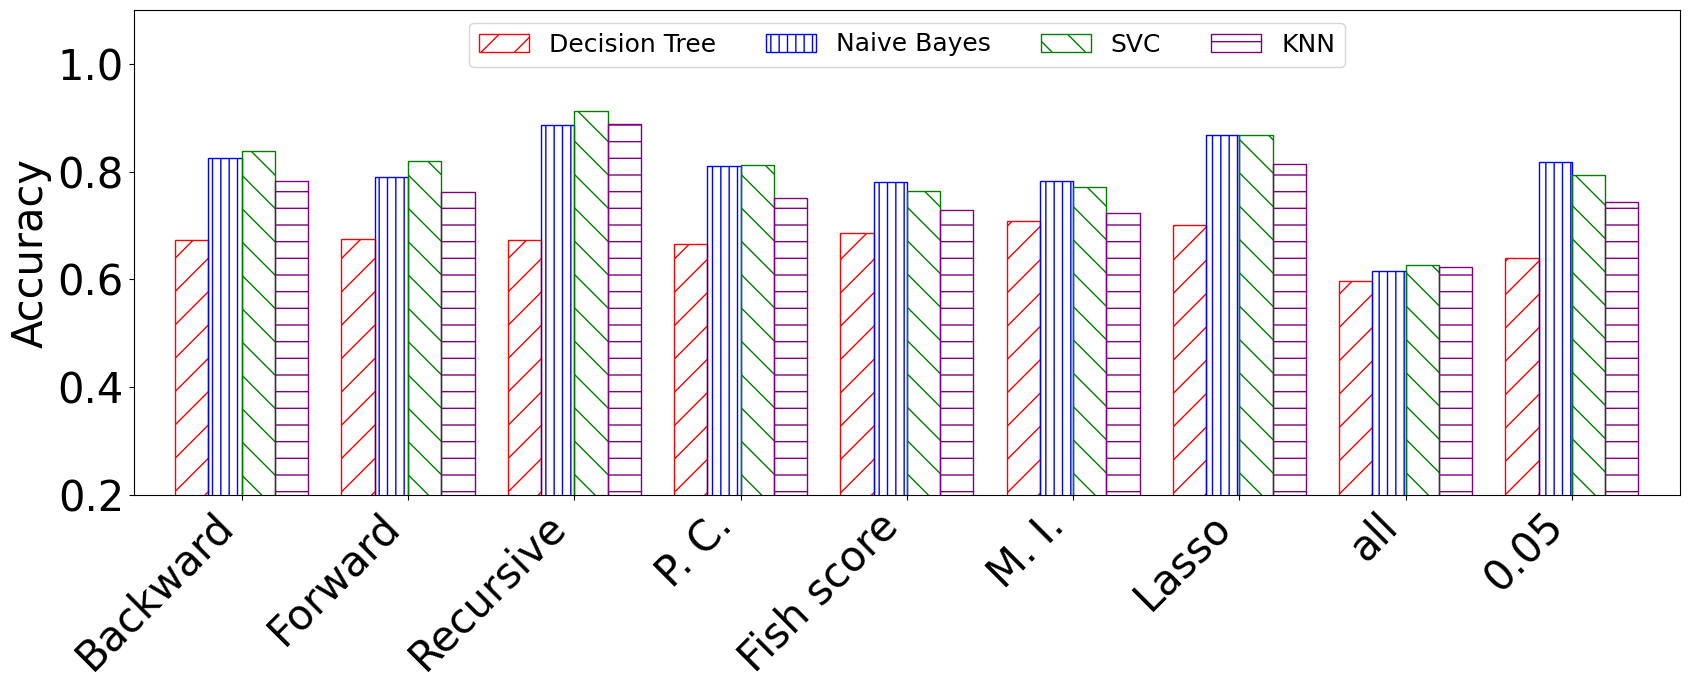 Decision Tree Naive Bayes SVC KNN
Accuracy
1.0
0.8
0.6
0.4
0.2
Backward
Forward
Recursive
P. C.
Fish score
M. I.
Lasso
all
0.05